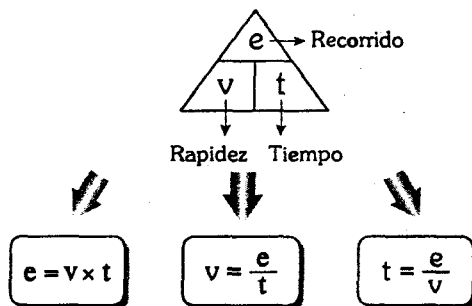 e → Recorrido
v t
Rapidez Tiempo
e = v × t
v = e/t
t = e/v